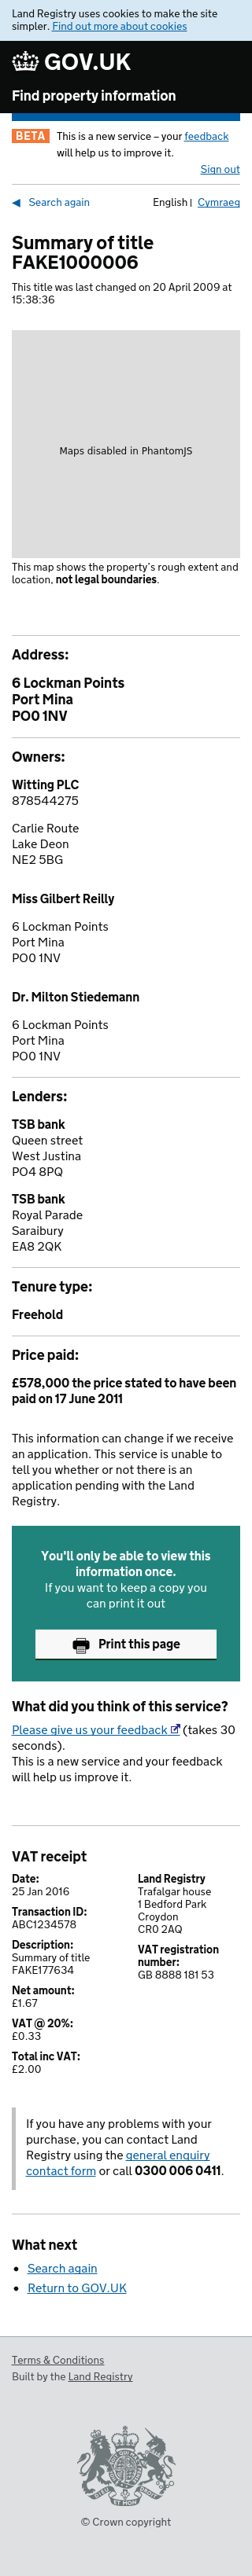 Land Registry uses cookies to make the site
simpler. Find out more about cookies
GOV.UK
Find property information
BETA This is a new service – your feedback
will help us to improve it.
Sign out
Search again English | Cymraeg
Summary of title
FAKE1000006
This title was last changed on 20 April 2009 at
15:38:36
Maps disabled in PhantomJS
This map shows the property's rough extent and
location, not legal boundaries.
Address:
6 Lockman Points
Port Mina
PO0 1NV
Owners:
Witting PLC
878544275
Carlie Route
Lake Deon
NE2 5BG
Miss Gilbert Reilly
6 Lockman Points
Port Mina
PO0 1NV
Dr. Milton Stiedemann
6 Lockman Points
Port Mina
PO0 1NV
Lenders:
TSB bank
Queen street
West Justina
PO4 8PQ
TSB bank
Royal Parade
Saraibury
EA8 2QK
Tenure type:
Freehold
Price paid:
£578,000 the price stated to have been
paid on 17 June 2011
This information can change if we receive
an application. This service is unable to
tell you whether or not there is an
application pending with the Land
Registry.
You'll only be able to view this
information once.
If you want to keep a copy you
can print it out
Print this page
What did you think of this service?
Please give us your feedback (takes 30
seconds).
This is a new service and your feedback
will help us improve it.
VAT receipt
Date:
25 Jan 2016
Transaction ID:
ABC1234578
Description:
Summary of title
FAKE177634
Net amount:
£1.67
VAT @ 20%:
£0.33
Total inc VAT:
£2.00
Land Registry
Trafalgar house
1 Bedford Park
Croydon
CR0 2AQ
VAT registration
number:
GB 8888 181 53
If you have any problems with your
purchase, you can contact Land
Registry using the general enquiry
contact form or call 0300 006 0411.
What next
Search again
Return to GOV.UK
Terms & Conditions
Built by the Land Registry
© Crown copyright